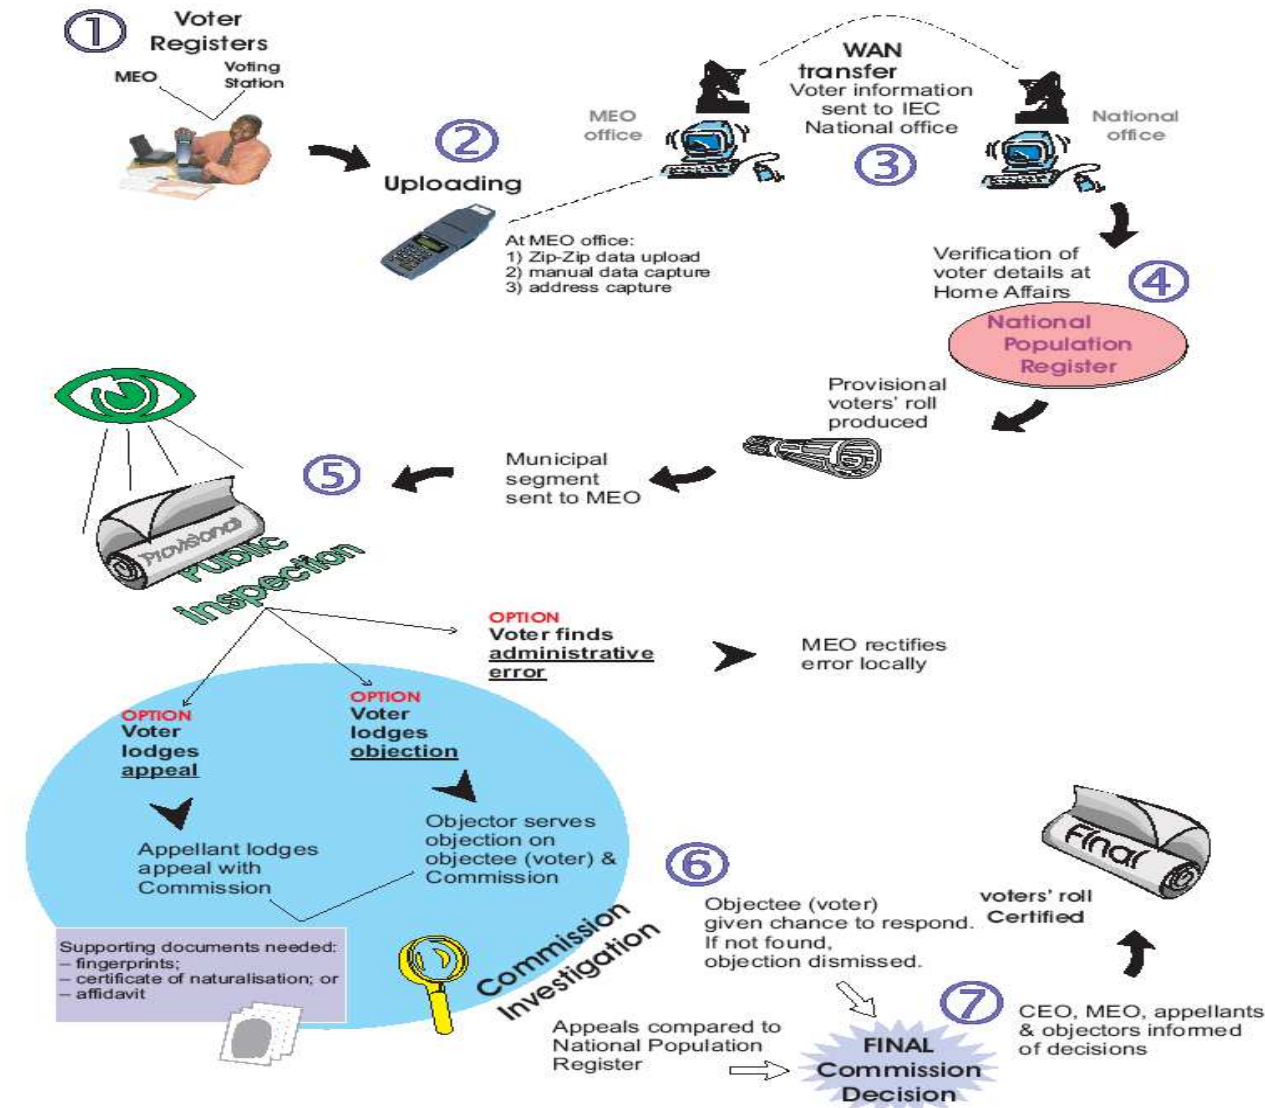 1
Voter
Registers
MEO
Voting
Station
2
Uploading
At MEO office:
1) Zip-Zip data upload
2) manual data capture
3) address capture
MEO
office
WAN
transfer
Voter information
sent to IEC
National office
3
National
office
Verification of
voter details at
Home Affairs
4
National
Population
Register
Provisional
voters' roll
produced
Municipal
segment
sent to MEO
5
Provisional
Public
inspection
OPTION
Voter finds
administrative
error
MEO rectifies
error locally
OPTION
Voter
lodges
objection
OPTION
Voter
lodges
appeal
Appellant lodges
appeal with
Commission
Objector serves
objection on
objectee (voter) &
Commission
Supporting documents needed:
– fingerprints;
– certificate of naturalisation; or
– affidavit
Commission
Investigation
6
Objectee (voter)
given chance to respond.
If not found,
objection dismissed.
Appeals compared to
National Population
Register
FINAL
Commission
Decision
7
CEO, MEO, appellants
& objectors informed
of decisions
Final
voters' roll
Certified